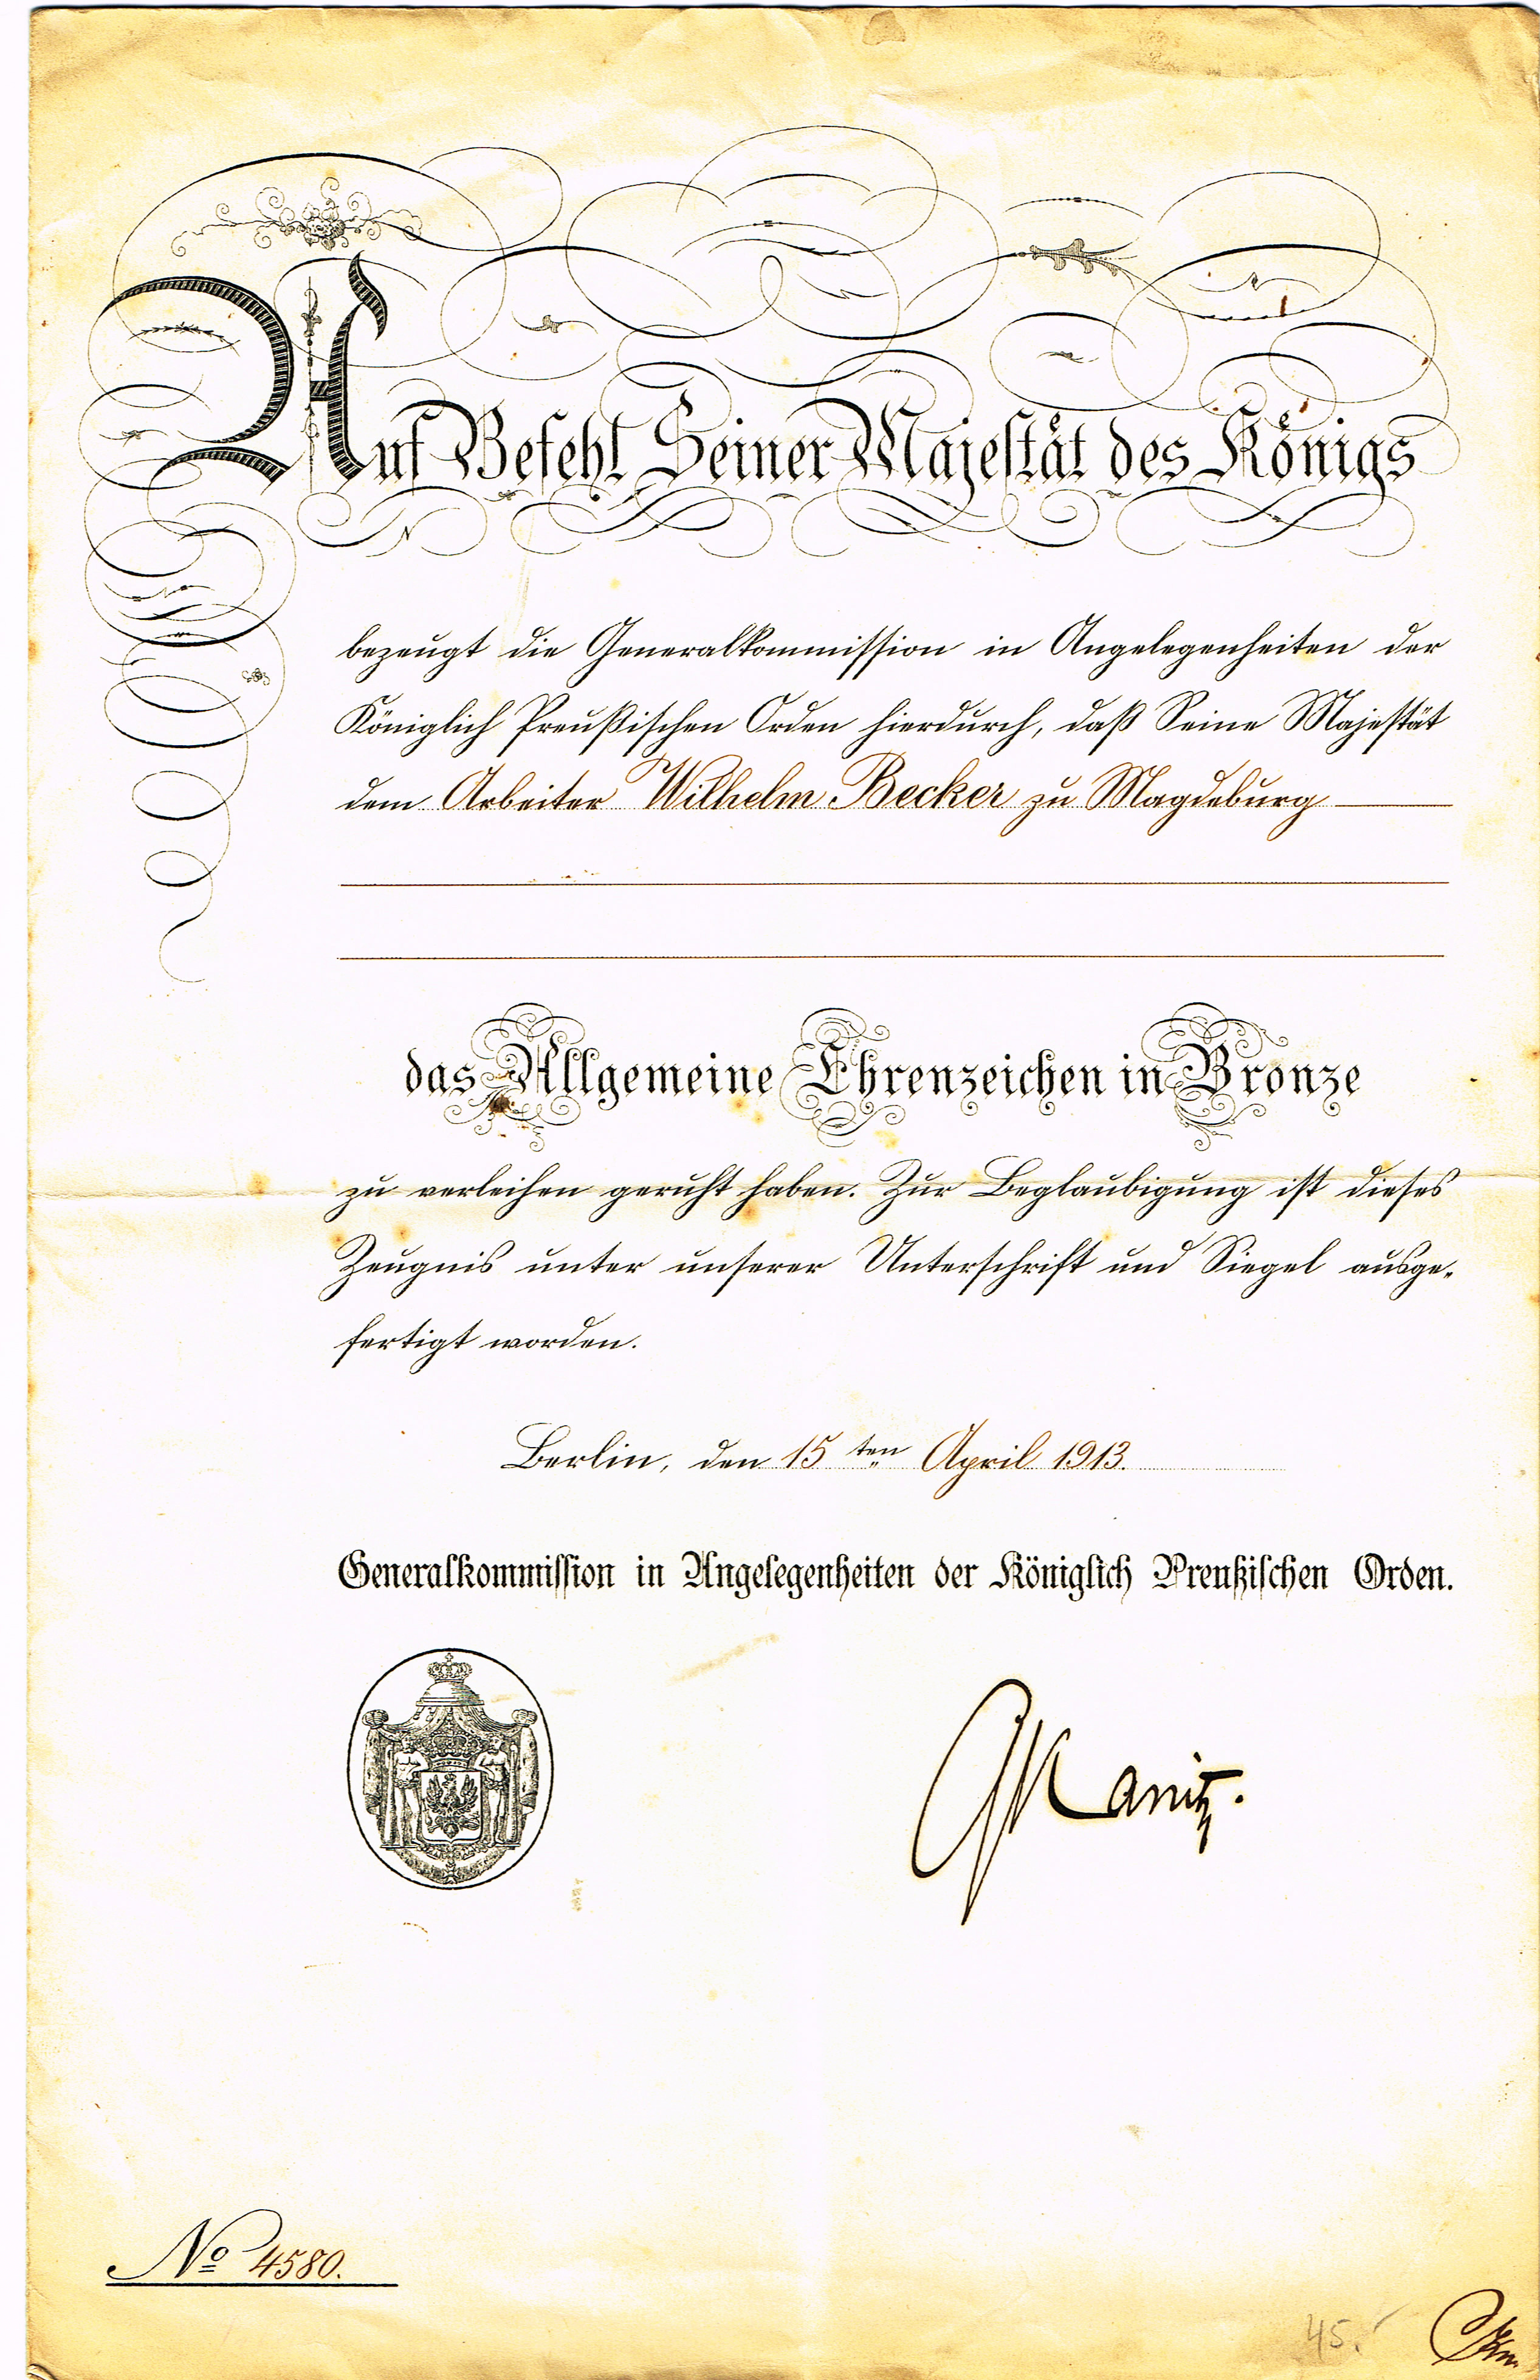 Auf Befehl Seiner Majestät des Königs
bezeugt die Generalkommission in Angelegenheiten der
Königlich Preußischen Orden hierdurch, daß Seine Majestät
dem Arbeiter Wilhelm Becker zu Magdeburg
das Allgemeine Ehrenzeichen in Bronze
zu verleihen geruht haben. Zur Beglaubigung ist dieses
Zeugnis unter unserer Unterschrift und Siegel ausge-
fertigt worden.
Berlin, den 15ten April 1913.
Generalkommission in Angelegenheiten der Königlich Preußischen Orden.
Kanitz.
No 4580.
45.